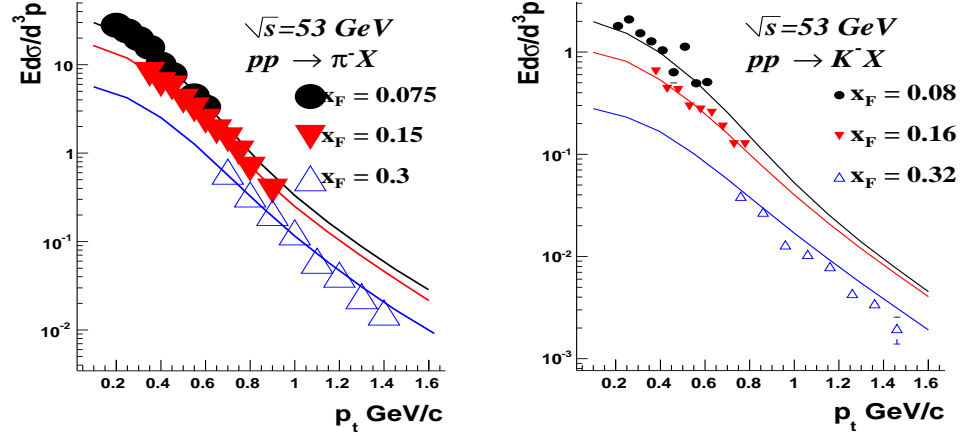 Edσ/d³p
√s=53 GeV
pp → π⁻X
x_F = 0.075
x_F = 0.15
x_F = 0.3
10
1
10⁻¹
10⁻²
0.2 0.4 0.6 0.8 1 1.2 1.4 1.6
p_t GeV/c
Edσ/d³p
√s=53 GeV
pp → K⁻X
x_F = 0.08
x_F = 0.16
x_F = 0.32
1
10⁻¹
10⁻²
10⁻³
0.2 0.4 0.6 0.8 1 1.2 1.4 1.6
p_t GeV/c